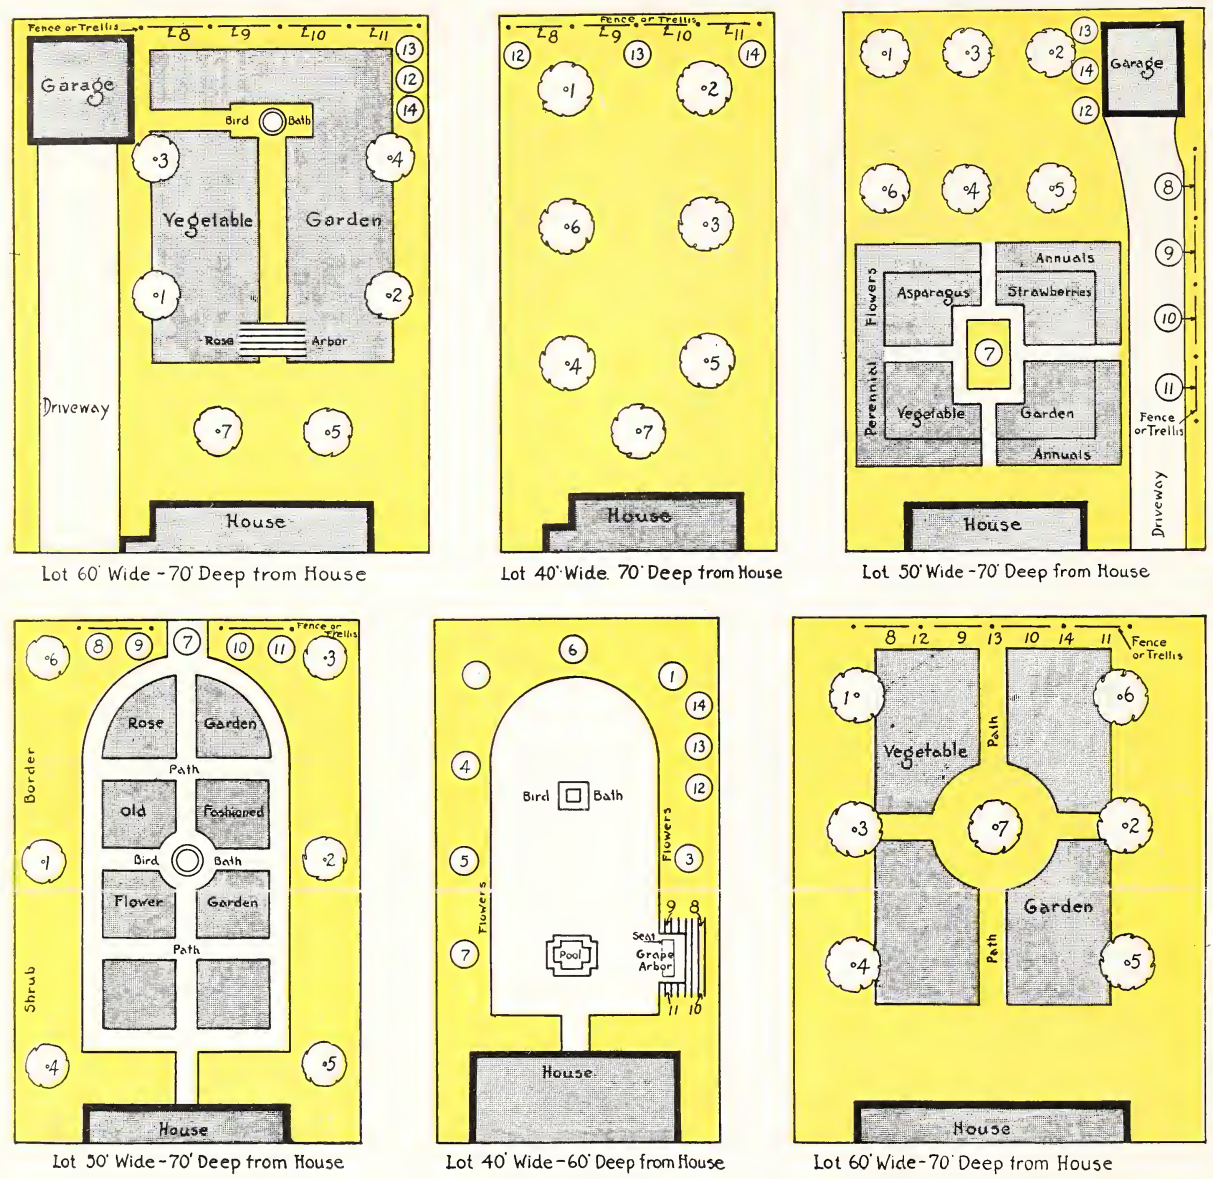 Fence or Trellis
L8 L9 L10 L11
13
12
14
Garage
Bird Bath
3
4
Vegetable Garden
1
2
Rose Arbor
Driveway
7
5
House
Lot 60' Wide - 70' Deep from House
Fence or Trellis
L8 L9 L10 L11
12
13
14
1
2
6
3
4
5
7
House
Lot 40' Wide. 70' Deep from House
1
3
2
13
14
12
Garage
6
4
5
8
9
10
11
Annuals
Flowers
Asparagus
Strawberries
7
Perennial
Vegetable
Garden
Annuals
Fence
or Trellis
Driveway
House
Lot 50' Wide - 70' Deep from House
Fence or
Trellis
6
8
9
7
10
11
3
Rose Garden
Border
Path
Old Fashioned
1
Bird Bath
2
Flower Garden
Path
Shrub
4
5
House
Lot 50' Wide - 70' Deep from House
6
1
14
13
12
4
Bird Bath
Flowers
5
3
Flowers
9 8
Seat
Grape
Arbor
7
Pool
11 10
House
Lot 40' Wide - 60' Deep from House
8 12 9 13 10 14 11
Fence
or Trellis
1
6
Path
Vegetable
3
7
2
Garden
Path
4
5
House
Lot 60' Wide - 70' Deep from House